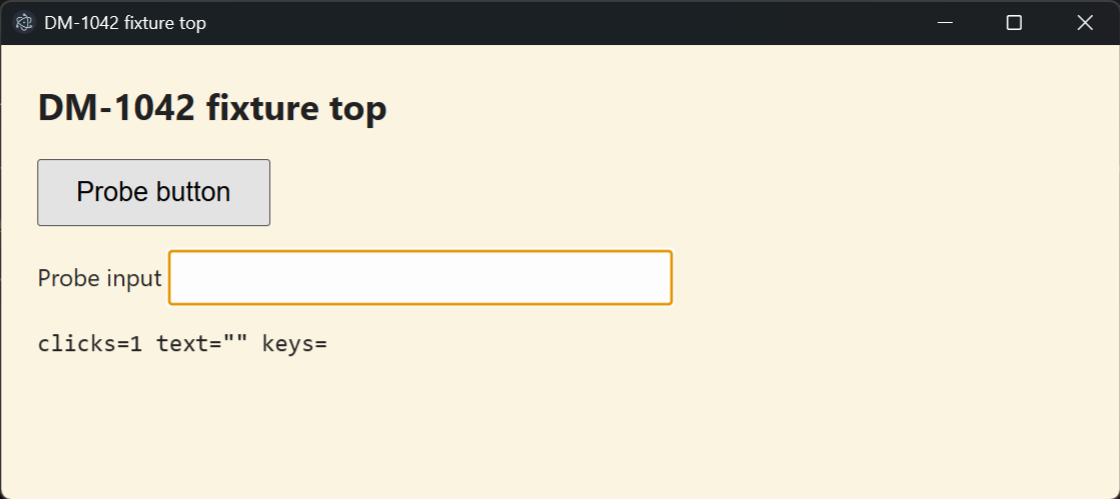 DM-1042 fixture top
DM-1042 fixture top
Probe button
Probe input
clicks=1 text="" keys=